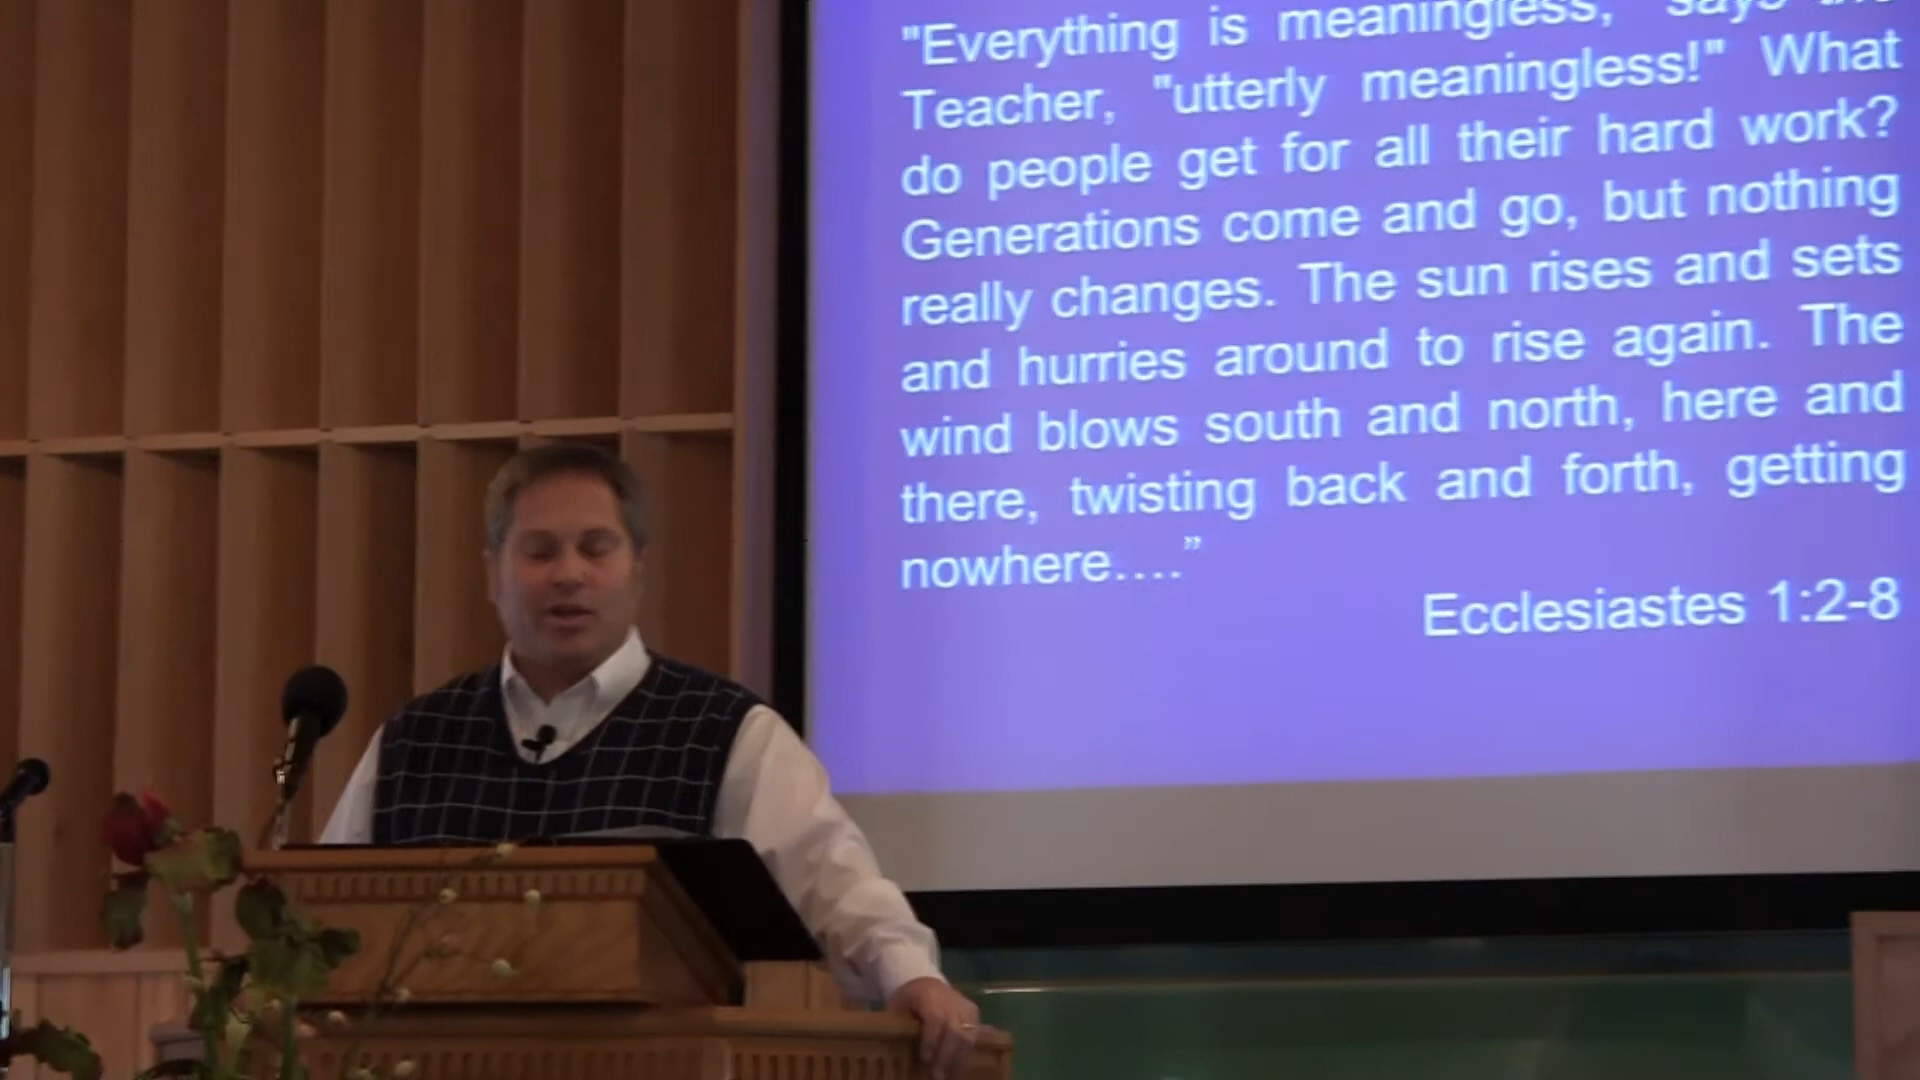 "Everything is meaningless," says the
Teacher, "utterly meaningless!" What
do people get for all their hard work?
Generations come and go, but nothing
really changes. The sun rises and sets
and hurries around to rise again. The
wind blows south and north, here and
there, twisting back and forth, getting
nowhere….”
Ecclesiastes 1:2-8